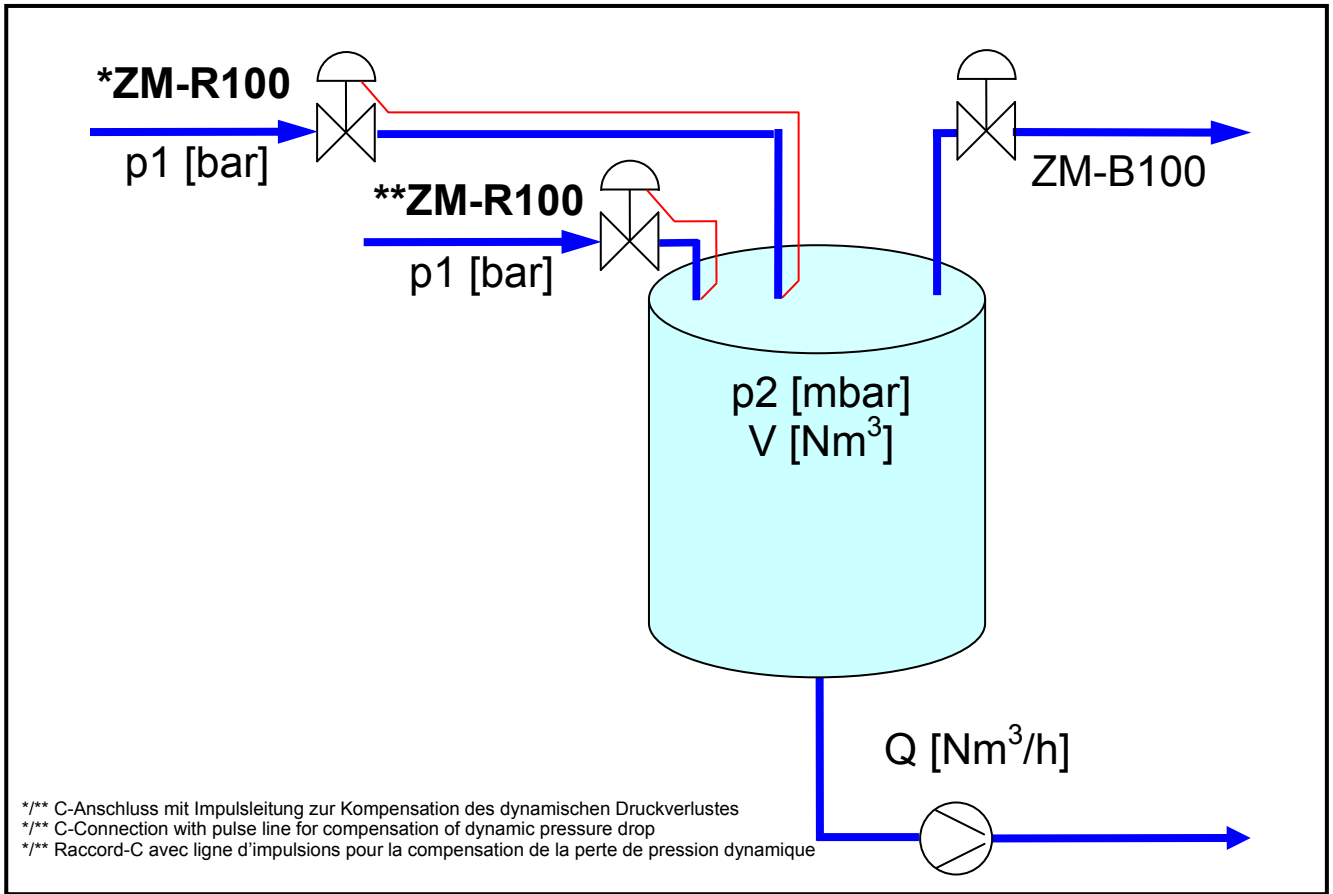 *ZM-R100
p1 [bar]
**ZM-R100
p1 [bar]
ZM-B100
p2 [mbar]
V [Nm³]
Q [Nm³/h]
*/** C-Anschluss mit Impulsleitung zur Kompensation des dynamischen Druckverlustes
*/** C-Connection with pulse line for compensation of dynamic pressure drop
*/** Raccord-C avec ligne d'impulsions pour la compensation de la perte de pression dynamique